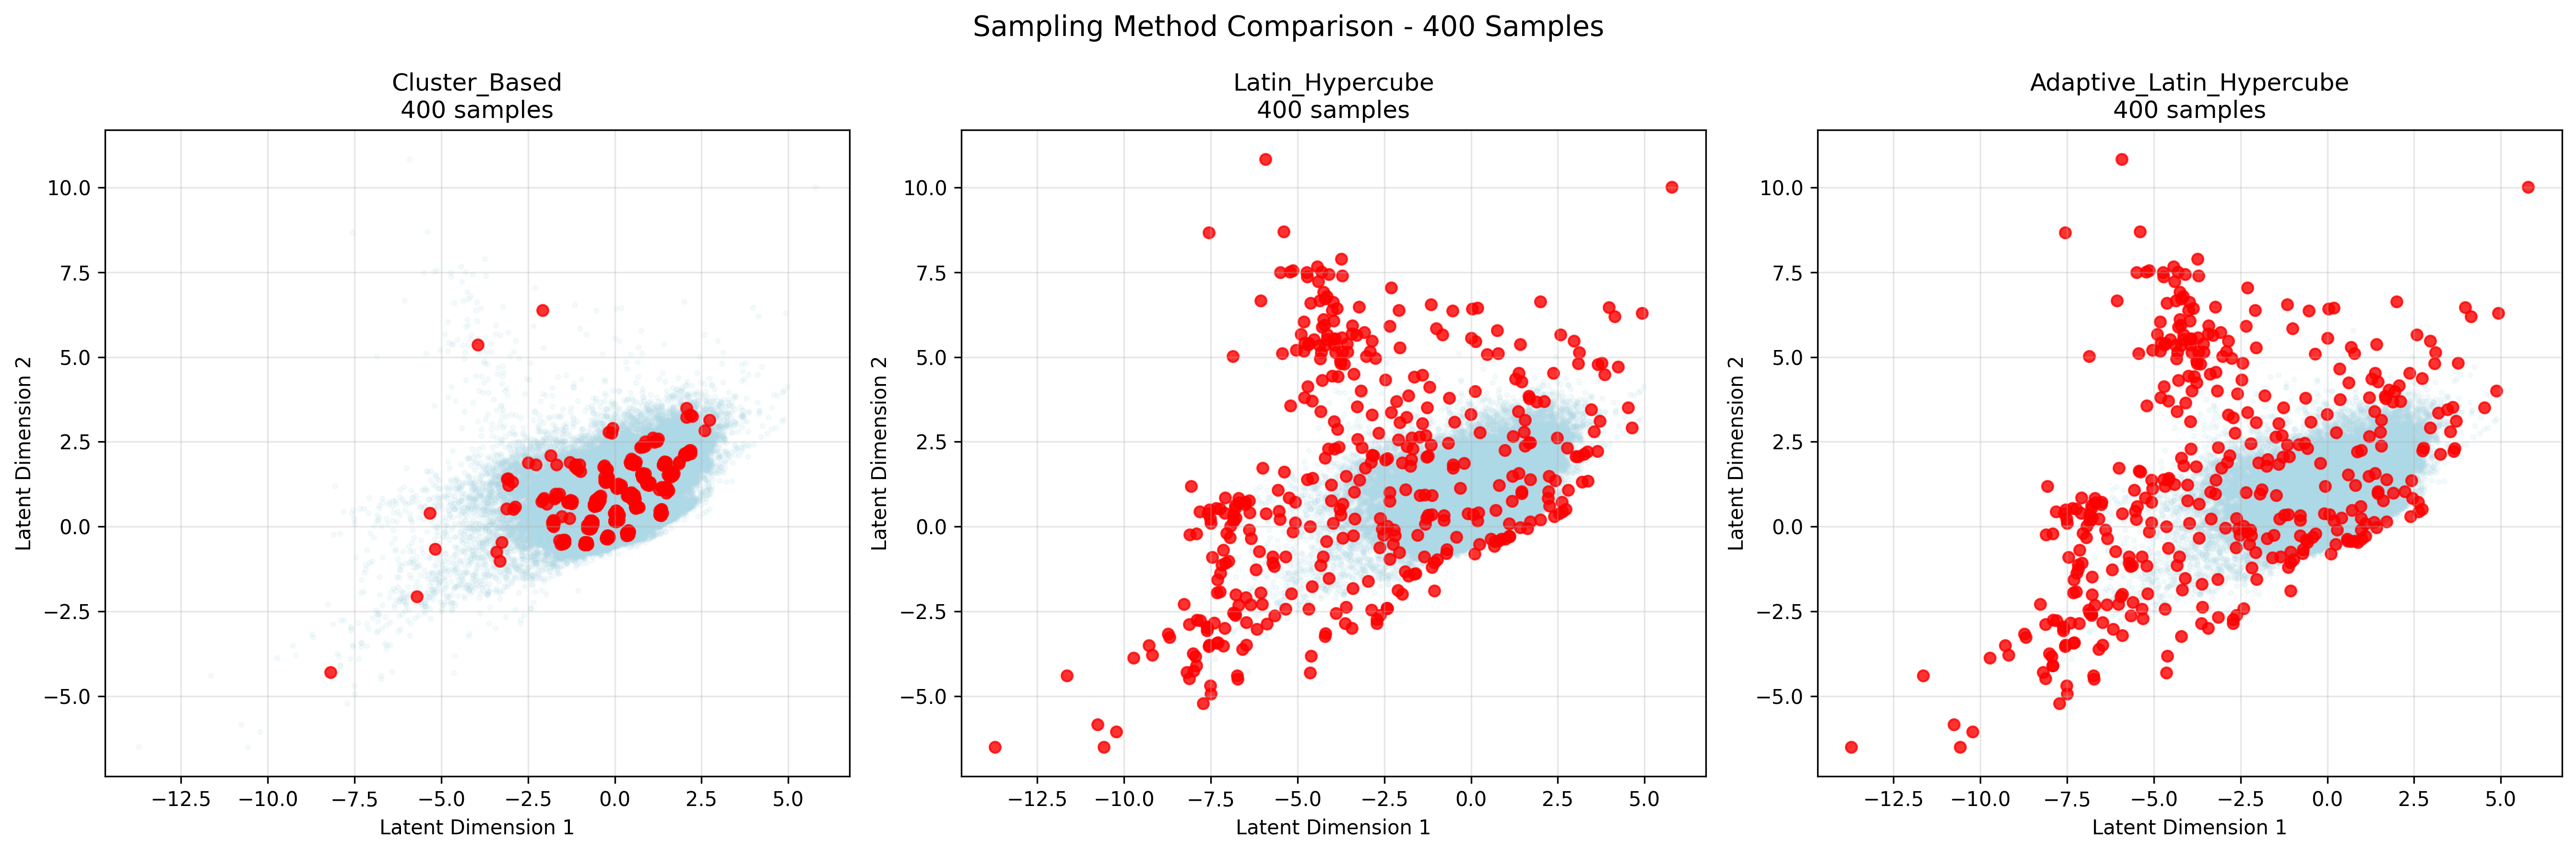 Sampling Method Comparison - 400 Samples
Cluster_Based
400 samples
10.0
7.5
5.0
2.5
0.0
−2.5
−5.0
Latent Dimension 2
−12.5 −10.0 −7.5 −5.0 −2.5 0.0 2.5 5.0
Latent Dimension 1
Latin_Hypercube
400 samples
10.0
7.5
5.0
2.5
0.0
−2.5
−5.0
Latent Dimension 2
−12.5 −10.0 −7.5 −5.0 −2.5 0.0 2.5 5.0
Latent Dimension 1
Adaptive_Latin_Hypercube
400 samples
10.0
7.5
5.0
2.5
0.0
−2.5
−5.0
Latent Dimension 2
−12.5 −10.0 −7.5 −5.0 −2.5 0.0 2.5 5.0
Latent Dimension 1